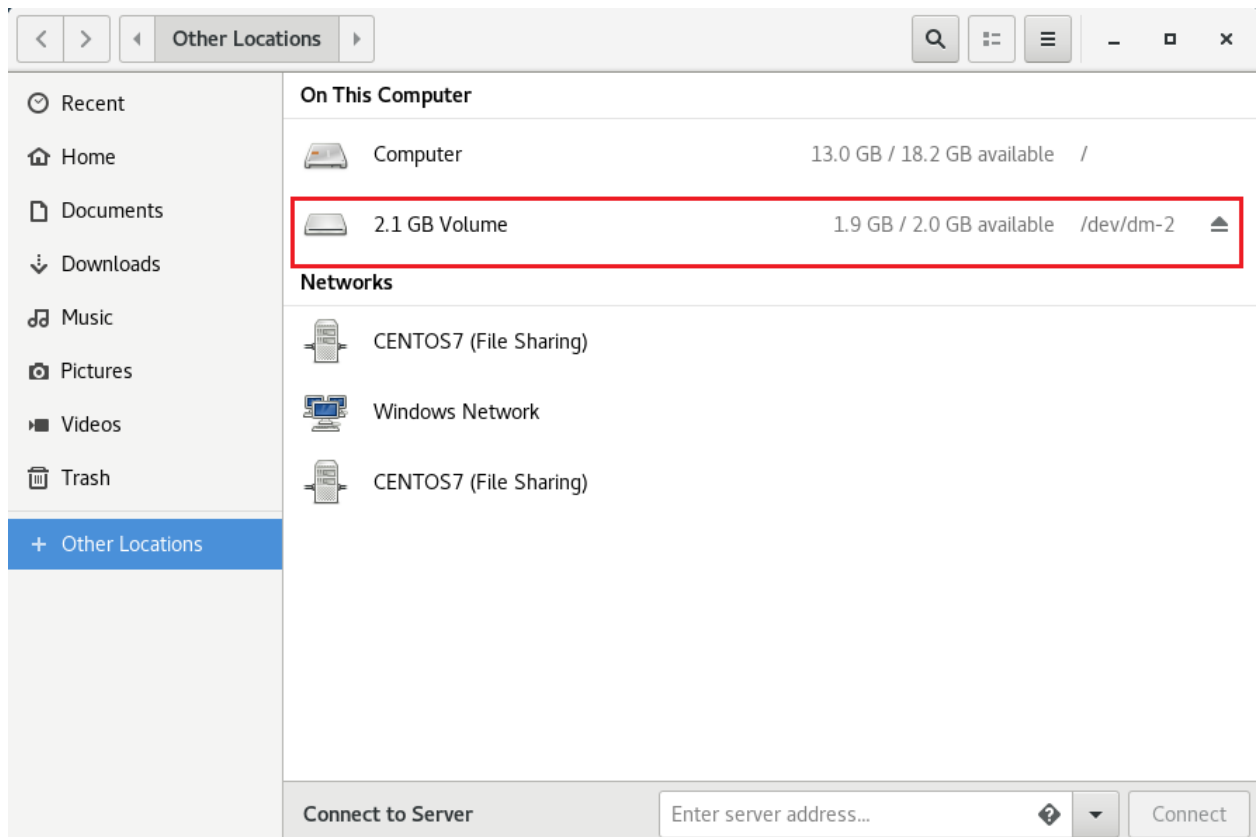 Other Locations
Recent
Home
Documents
Downloads
Music
Pictures
Videos
Trash
+ Other Locations
On This Computer
Computer 13.0 GB / 18.2 GB available /
2.1 GB Volume 1.9 GB / 2.0 GB available /dev/dm-2
Networks
CENTOS7 (File Sharing)
Windows Network
CENTOS7 (File Sharing)
Connect to Server Enter server address... Connect